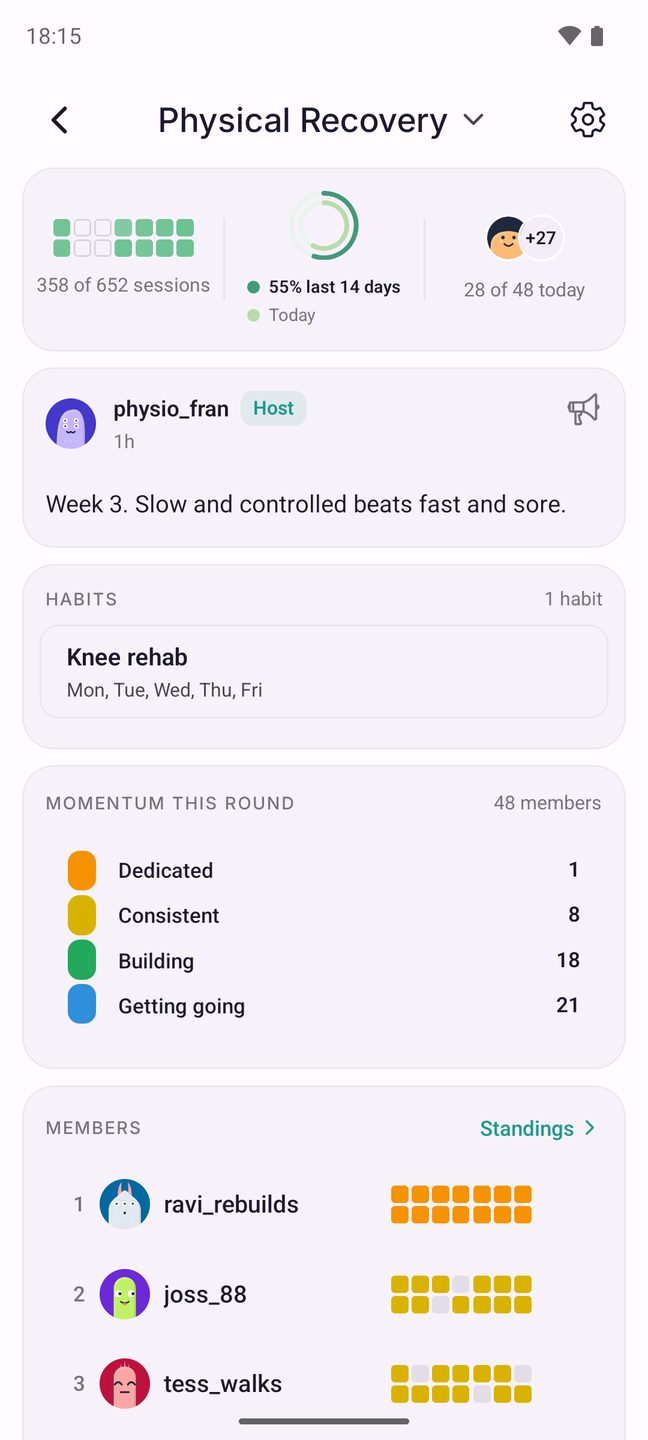 18:15
Physical Recovery
358 of 652 sessions
55% last 14 days
Today
+27
28 of 48 today
physio_fran Host
1h
Week 3. Slow and controlled beats fast and sore.
HABITS 1 habit
Knee rehab
Mon, Tue, Wed, Thu, Fri
MOMENTUM THIS ROUND 48 members
Dedicated 1
Consistent 8
Building 18
Getting going 21
MEMBERS Standings
1 ravi_rebuilds
2 joss_88
3 tess_walks